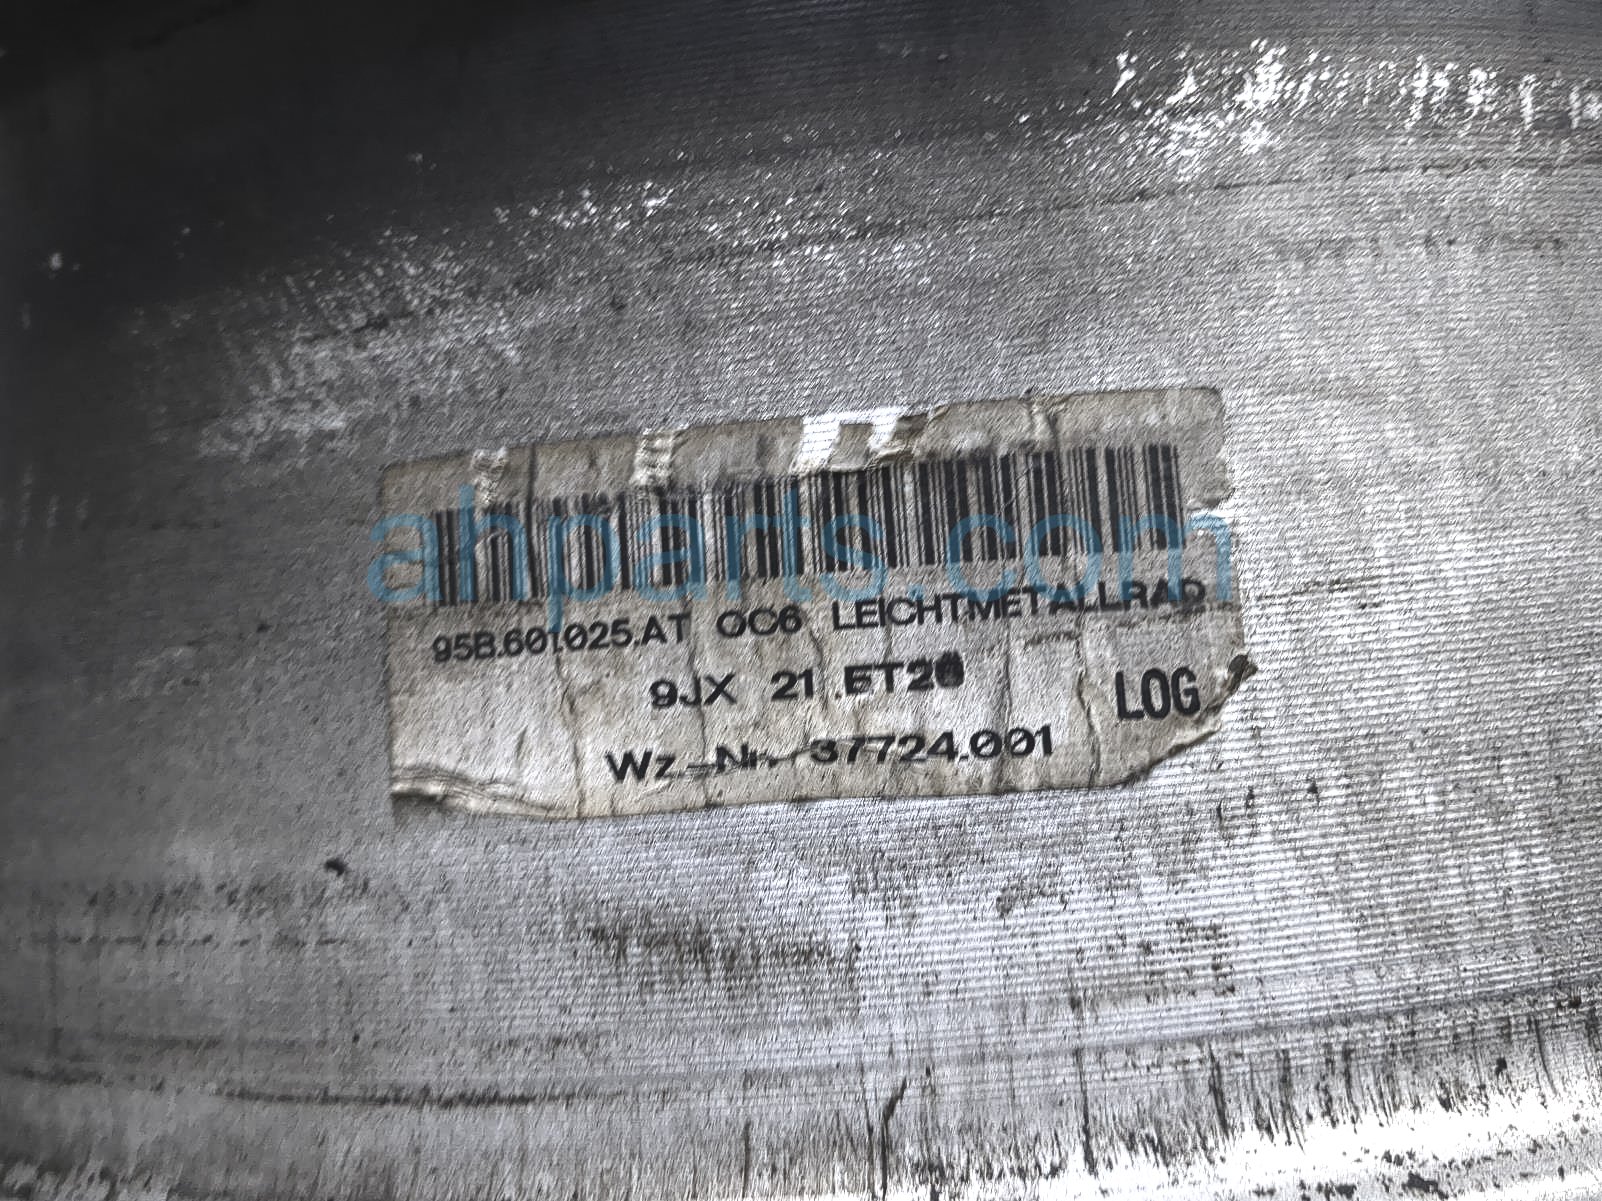 ahparts.com
95B.601.025.AT OC6 LEICHTMETALLRAD
9JX 21 ET26
LOG
Wz.-Nr. 37724.001